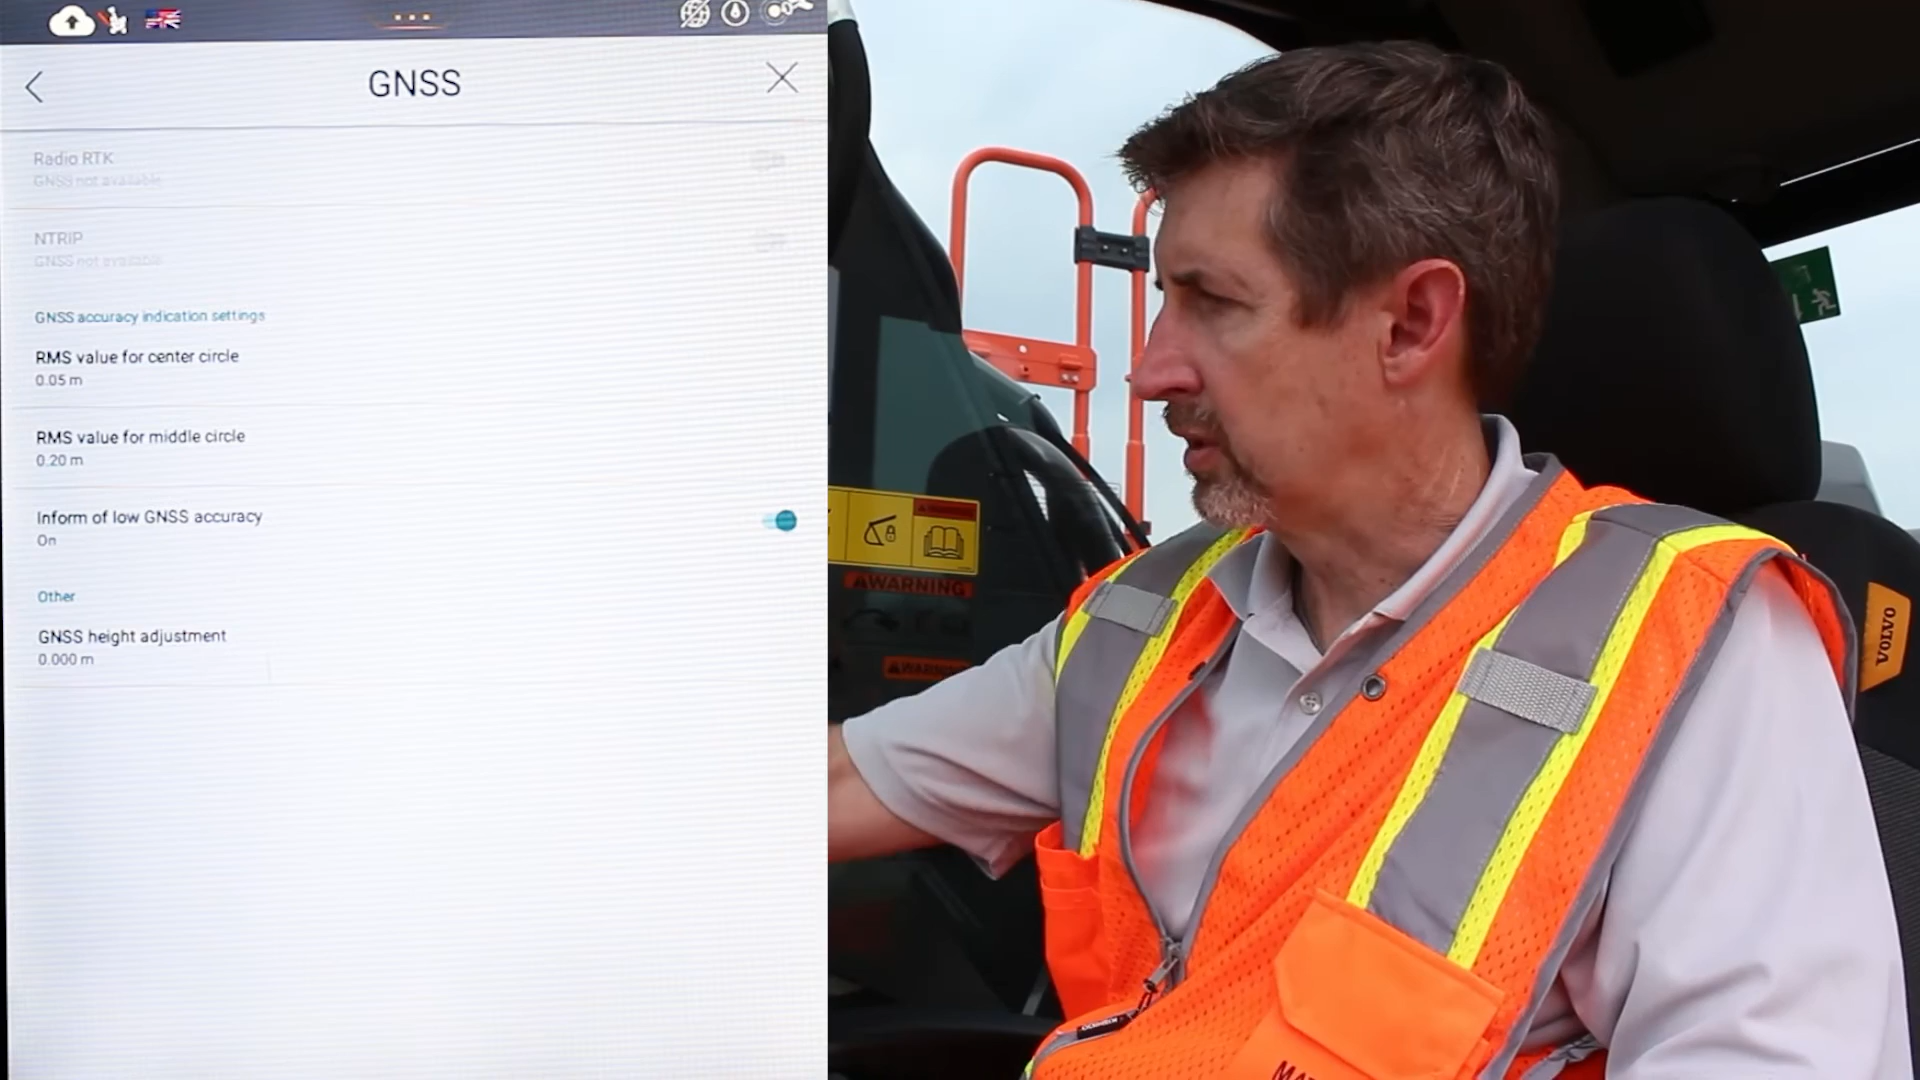 GNSS
Radio RTK
GNSS not available
NTRIP
GNSS not available
GNSS accuracy indication settings
RMS value for center circle
0.05 m
RMS value for middle circle
0.20 m
Inform of low GNSS accuracy
On
Other
GNSS height adjustment
0.000 m
WARNING
WARNING
VOLVO